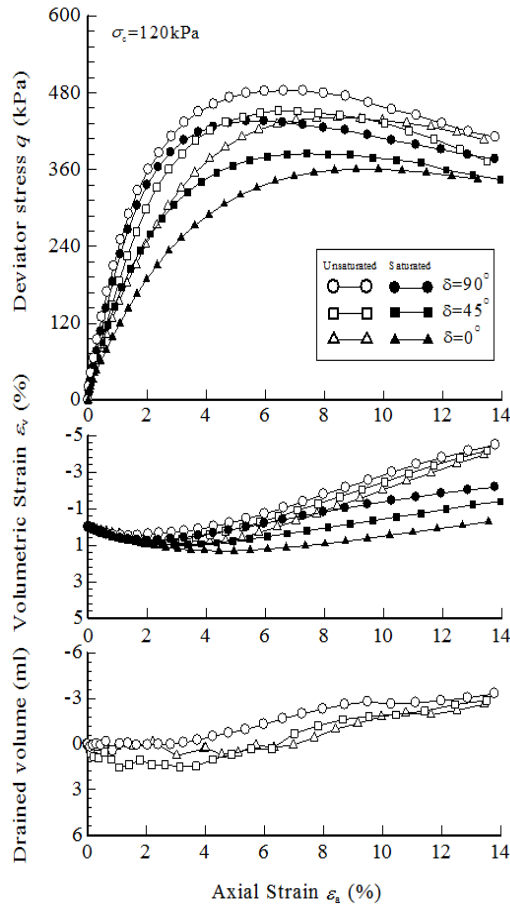 600
480
360
240
120
0
Deviator stress q (kPa)
σc=120kPa
Unsaturated Saturated
δ=90°
δ=45°
δ=0°
0 2 4 6 8 10 12 14
-5
-3
-1
1
3
5
Volumetric Strain εv (%)
0 2 4 6 8 10 12 14
-6
-3
0
3
6
Drained volume (ml)
0 2 4 6 8 10 12 14
Axial Strain εa (%)